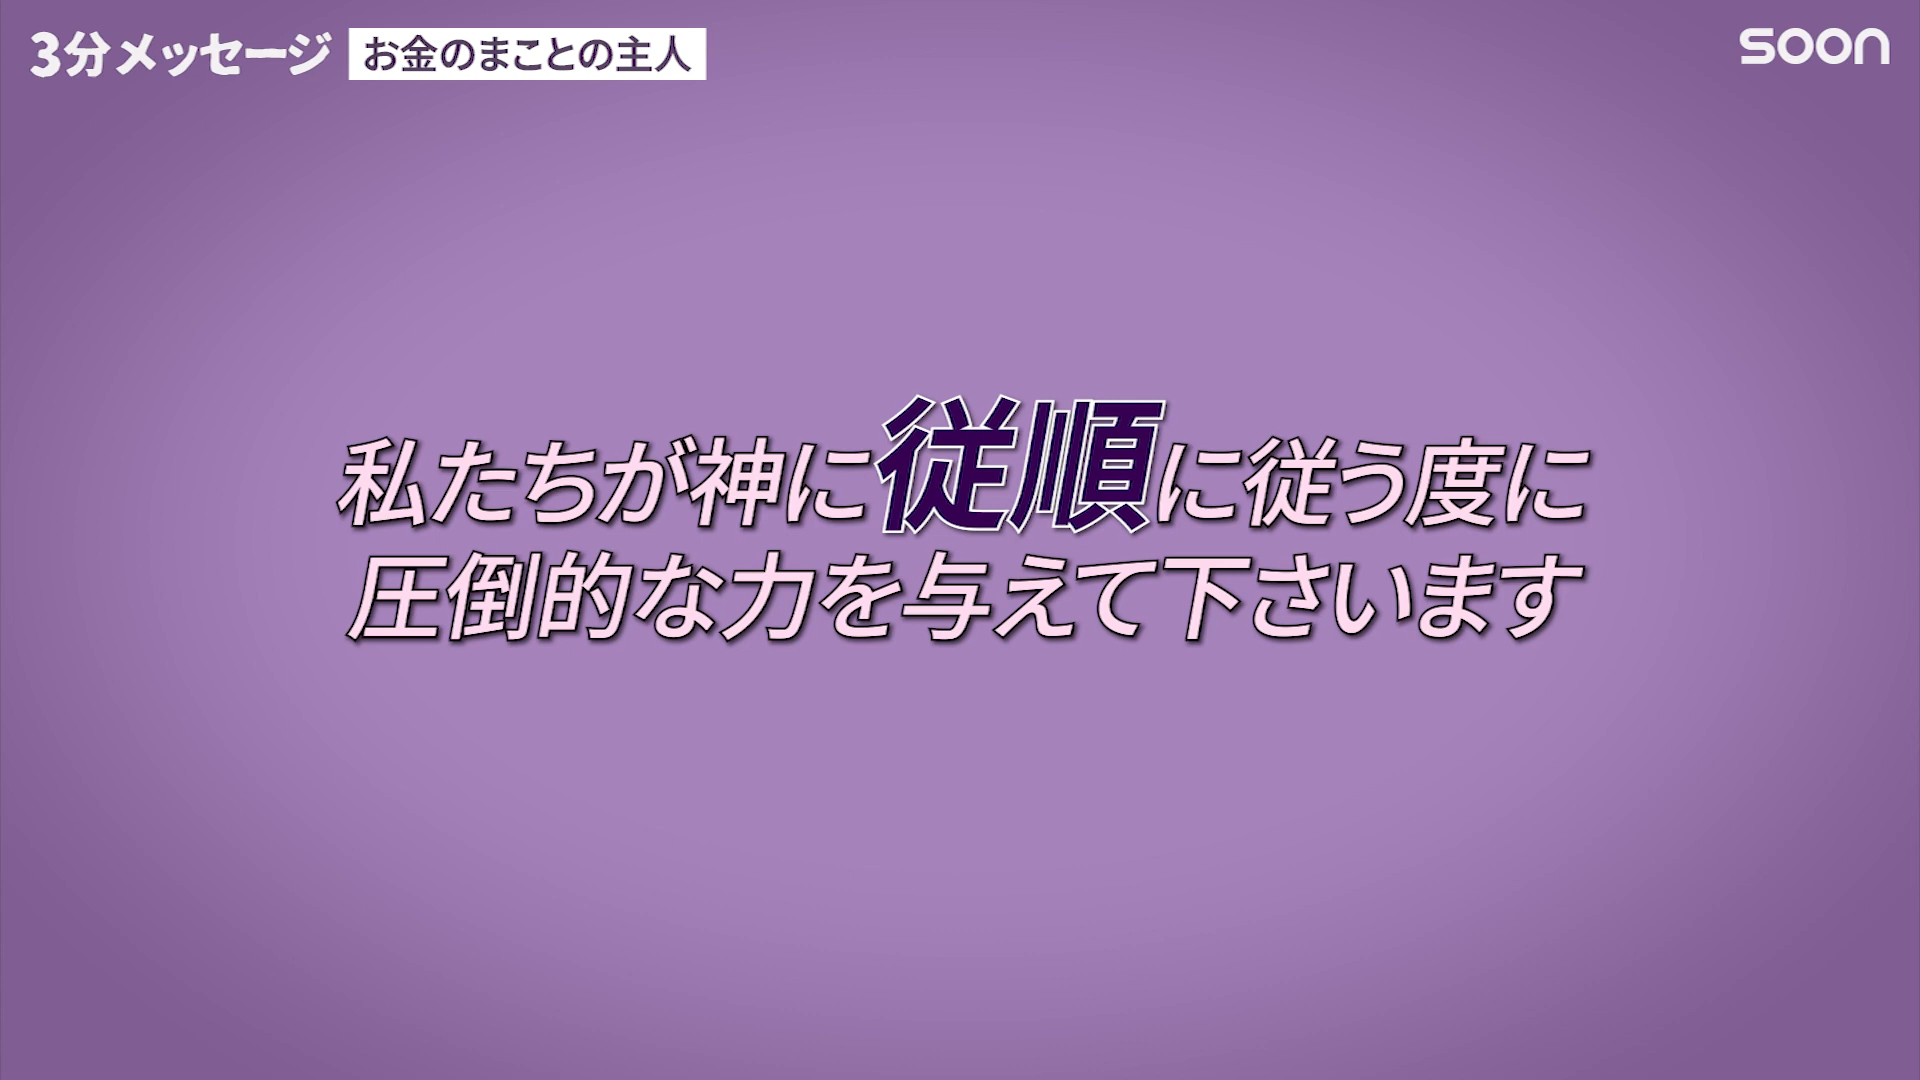 3分メッセージ お金のまことの主人
soon
私たちが神に従順に従う度に
圧倒的な力を与えて下さいます